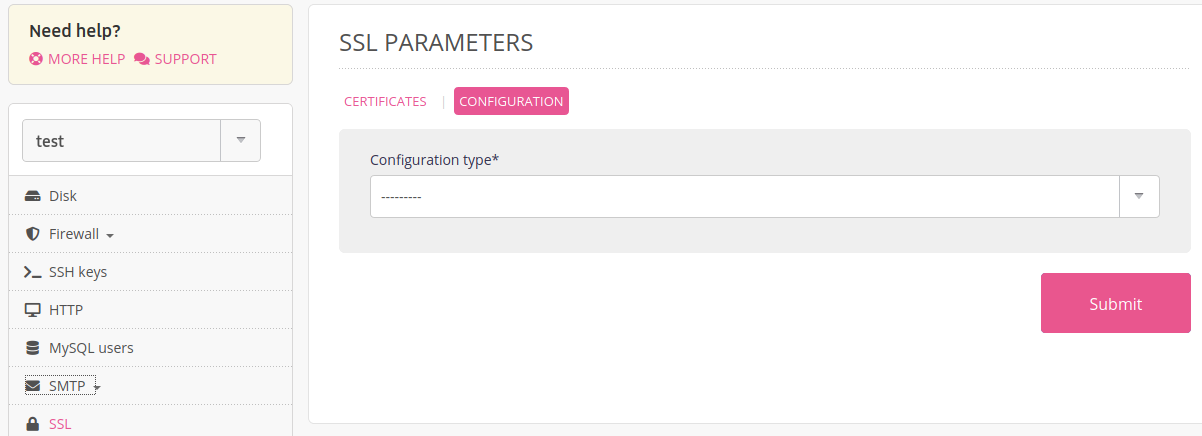 Need help?
MORE HELP SUPPORT
test
Disk
Firewall
SSH keys
HTTP
MySQL users
SMTP
SSL
SSL PARAMETERS
CERTIFICATES | CONFIGURATION
Configuration type*
---------
Submit